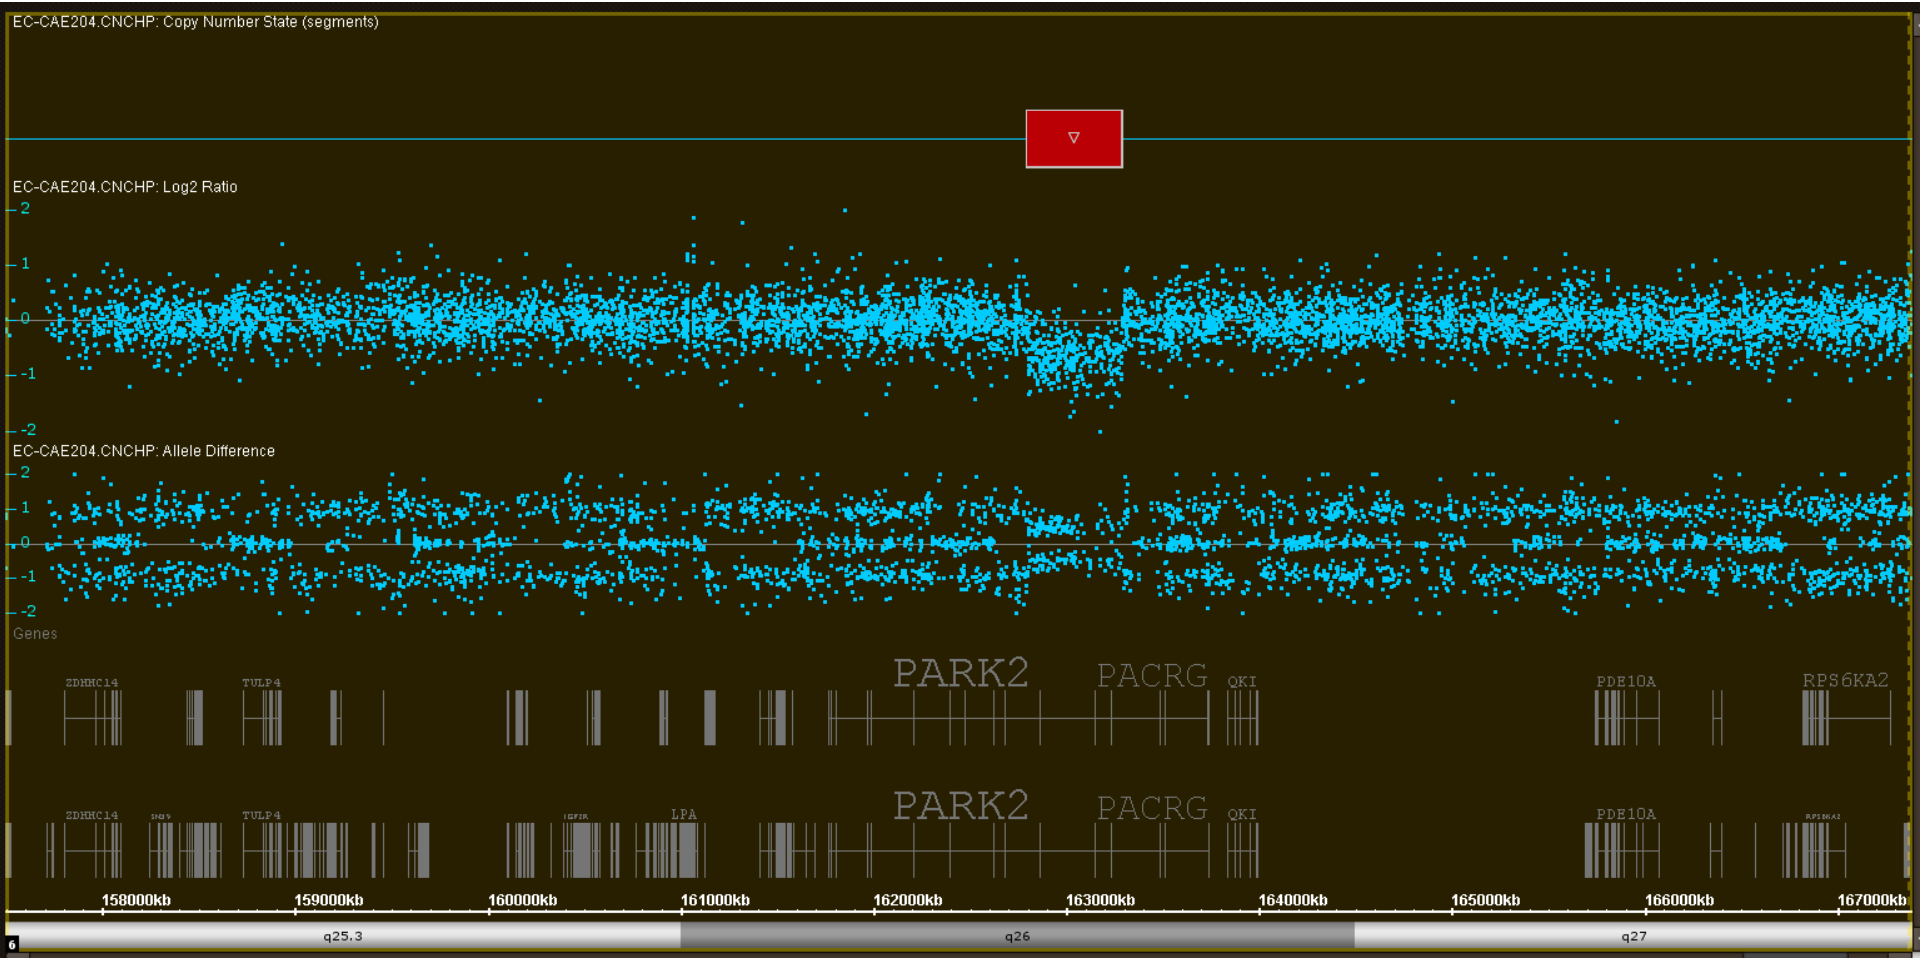 EC-CAE204.CNCHP: Copy Number State (segments)
EC-CAE204.CNCHP: Log2 Ratio
2
1
0
-1
-2
EC-CAE204.CNCHP: Allele Difference
2
1
0
-1
-2
Genes
ZDHHC14 TULP4 PARK2 PACRG QKI PDE10A RPS6KA2
ZDHHC14 TULP4 IGF2R LPA PARK2 PACRG QKI PDE10A RPS6KA2
158000kb 159000kb 160000kb 161000kb 162000kb 163000kb 164000kb 165000kb 166000kb 167000kb
6 q25.3 q26 q27